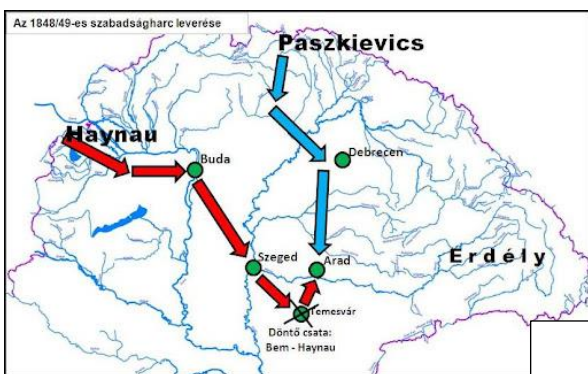 Az 1848/49-es szabadságharc leverése
Paszkievics
Haynau
Buda
Debrecen
Szeged
Arad
Erdély
Temesvár
Döntő csata:
Bem - Haynau